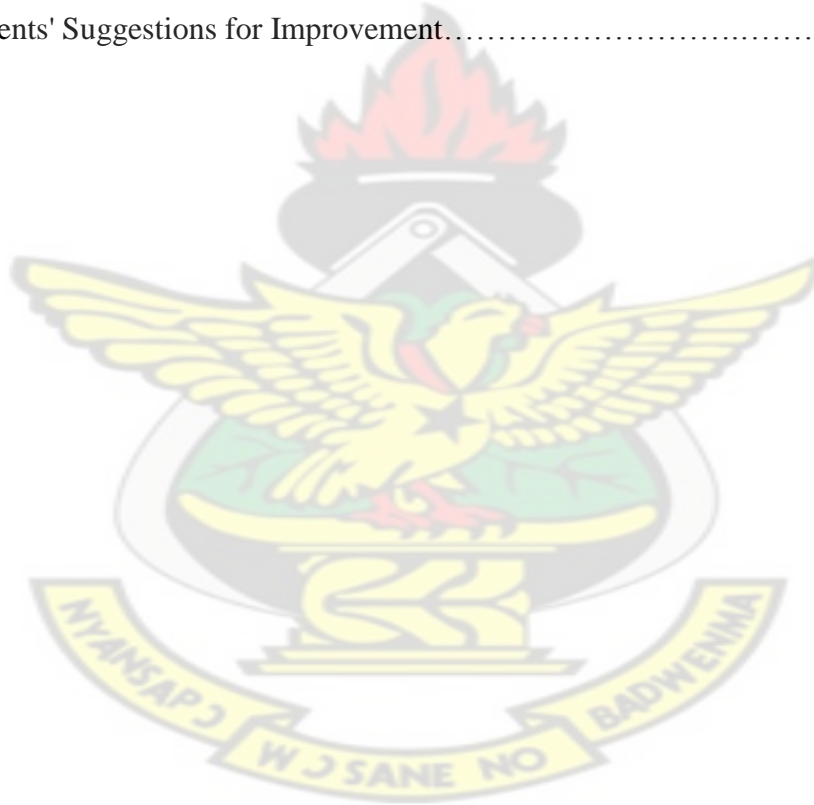 ents' Suggestions for Improvement……………………….……
NYANSAPƆ
WƆSANE NO
BADWENMA